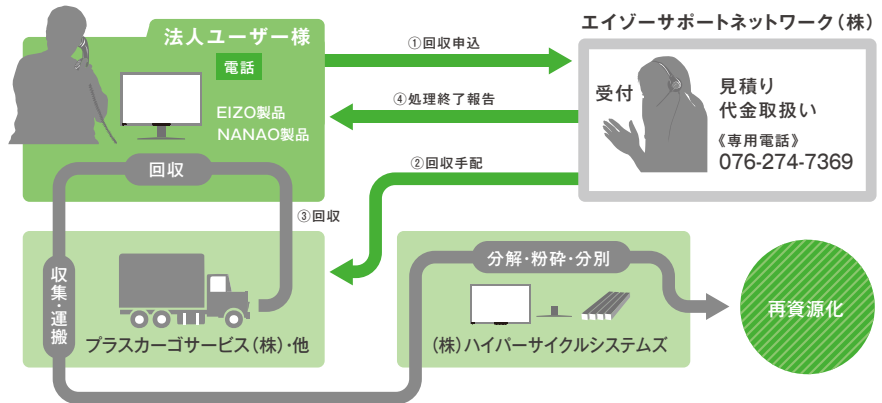 法人ユーザー様
電話
EIZO製品
NANAO製品
①回収申込
④処理終了報告
②回収手配
エイゾーサポートネットワーク(株)
受付
見積り
代金取扱い
《専用電話》
076-274-7369
回収
③回収
収集・運搬
プラスカーゴサービス(株)・他
分解・粉砕・分別
(株)ハイパーサイクルシステムズ
再資源化